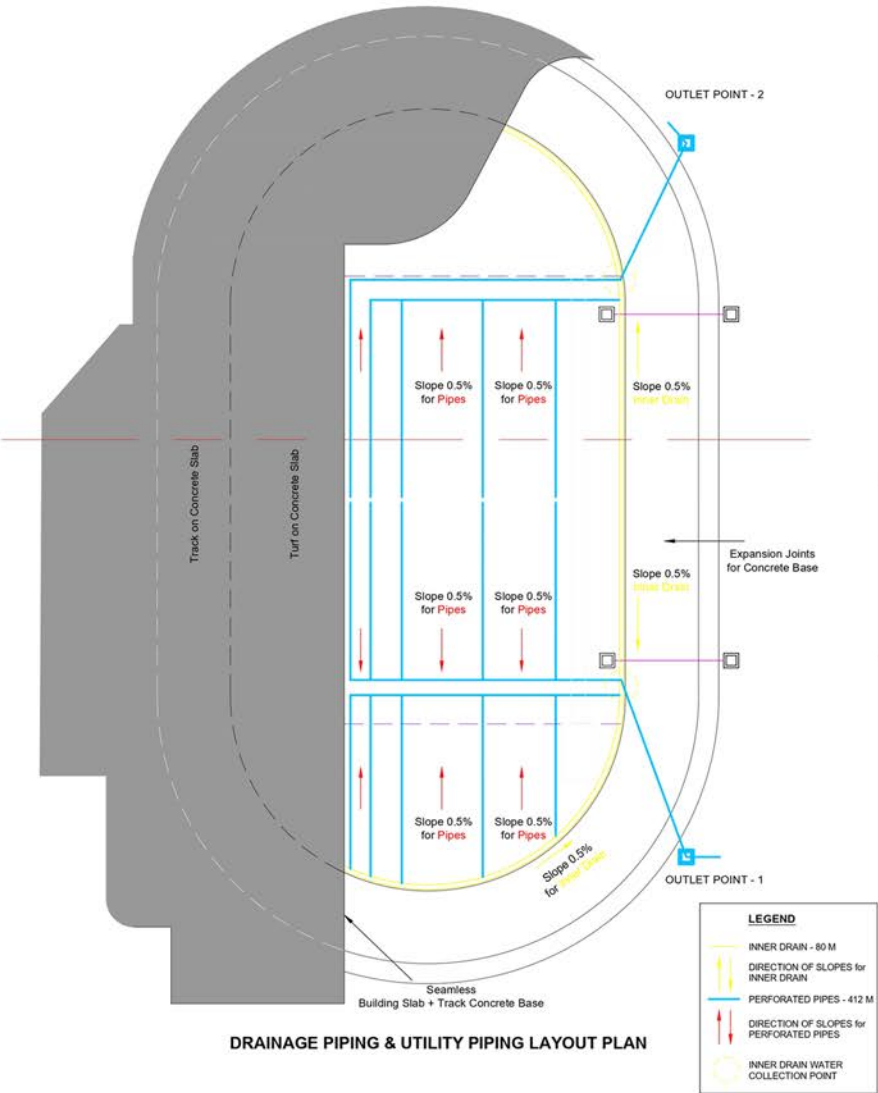 OUTLET POINT - 2
Slope 0.5%
for Pipes
Slope 0.5%
for Pipes
Slope 0.5%
Inner Drain
Track on Concrete Slab
Turf on Concrete Slab
Expansion Joints
for Concrete Base
Slope 0.5%
Inner Drain
Slope 0.5%
for Pipes
Slope 0.5%
for Pipes
Slope 0.5%
for Pipes
Slope 0.5%
for Pipes
Slope 0.5%
for Inner Drain
OUTLET POINT - 1
Seamless
Building Slab + Track Concrete Base
DRAINAGE PIPING & UTILITY PIPING LAYOUT PLAN
LEGEND
INNER DRAIN - 80 M
DIRECTION OF SLOPES for
INNER DRAIN
PERFORATED PIPES - 412 M
DIRECTION OF SLOPES for
PERFORATED PIPES
INNER DRAIN WATER
COLLECTION POINT